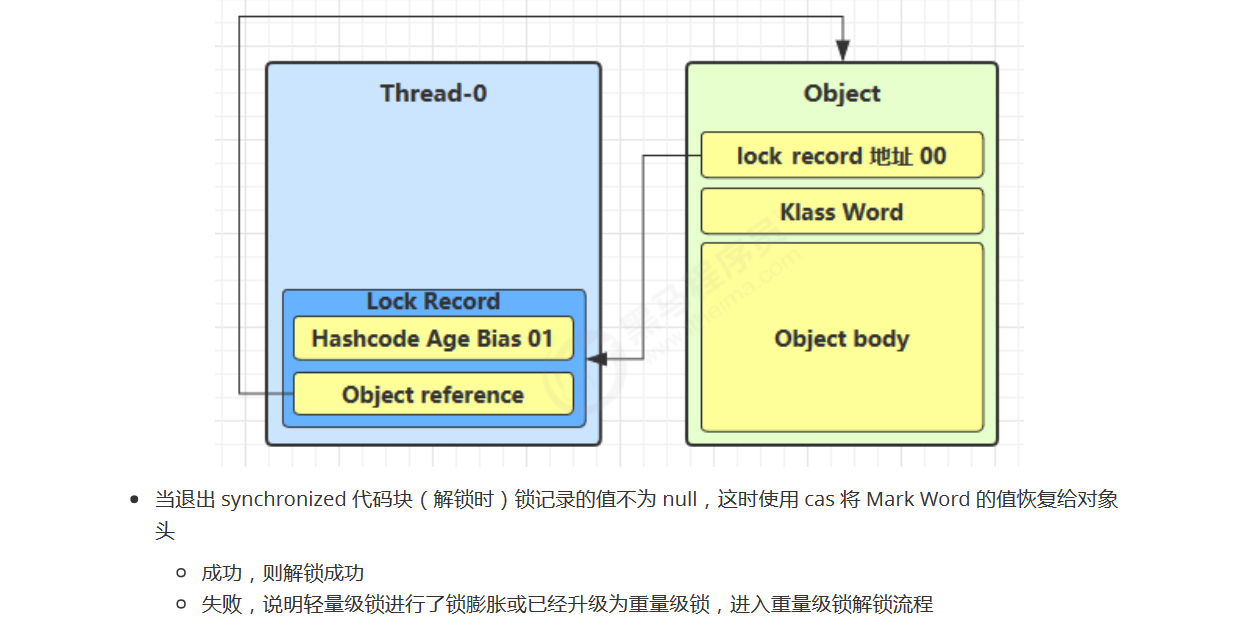 Thread-0
Object
lock record 地址 00
Klass Word
Object body
Lock Record
Hashcode Age Bias 01
Object reference
黑马程序员
www.itheima.com
当退出 synchronized 代码块（解锁时）锁记录的值不为 null，这时使用 cas 将 Mark Word 的值恢复给对象
头
成功，则解锁成功
失败，说明轻量级锁进行了锁膨胀或已经升级为重量级锁，进入重量级锁解锁流程